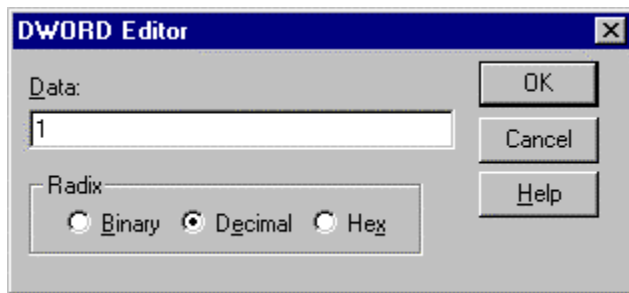 DWORD Editor
Data:
1
OK
Cancel
Help
Radix
Binary Decimal Hex